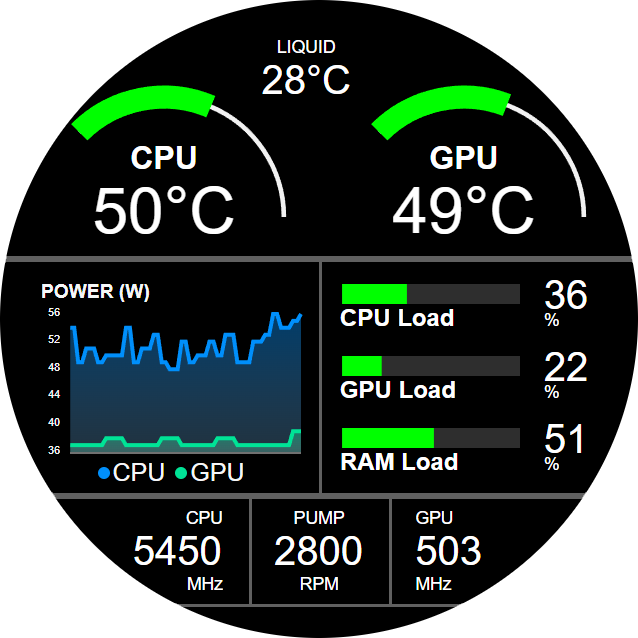 LIQUID
28°C
CPU
50°C
GPU
49°C
POWER (W)
56
52
48
44
40
36
CPU GPU
36
%
CPU Load
22
%
GPU Load
51
%
RAM Load
CPU
5450
MHz
PUMP
2800
RPM
GPU
503
MHz